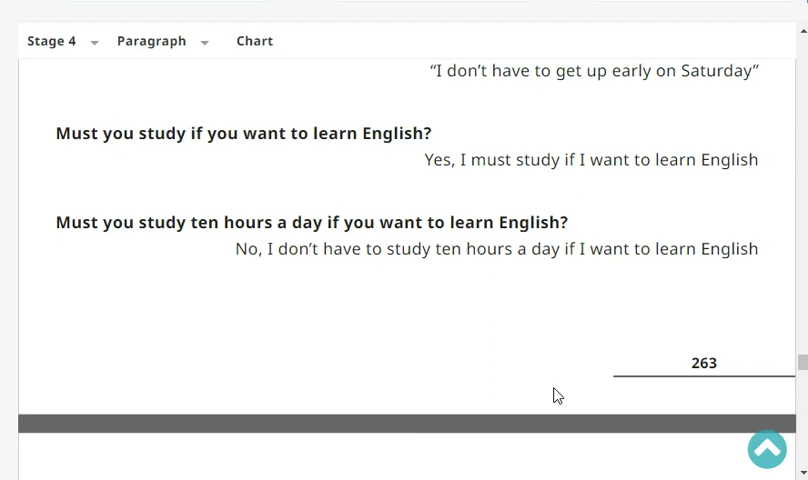 Stage 4 Paragraph Chart
“I don’t have to get up early on Saturday”
Must you study if you want to learn English?
Yes, I must study if I want to learn English
Must you study ten hours a day if you want to learn English?
No, I don’t have to study ten hours a day if I want to learn English
263